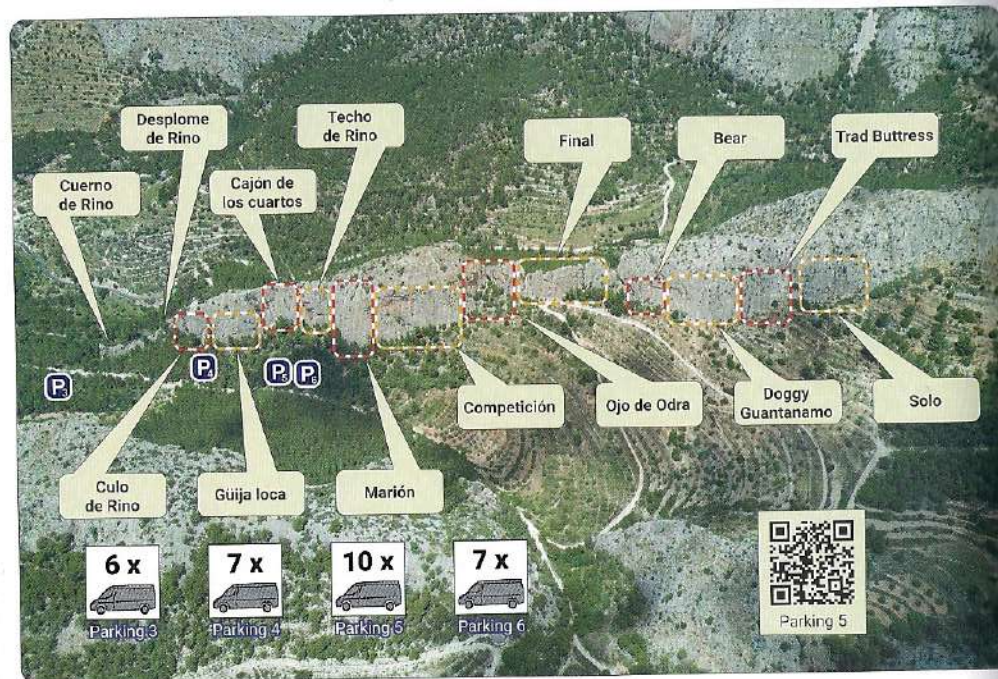 Desplome
de Rino
Techo
de Rino
Final
Bear
Trad Buttress
Cuerno
de Rino
Cajón de
los cuartos
P3
P4
P5
P6
Competición
Ojo de Odra
Doggy
Guantanamo
Solo
Culo
de Rino
Güija loca
Marión
6 x
Parking 3
7 x
Parking 4
10 x
Parking 5
7 x
Parking 6
Parking 5